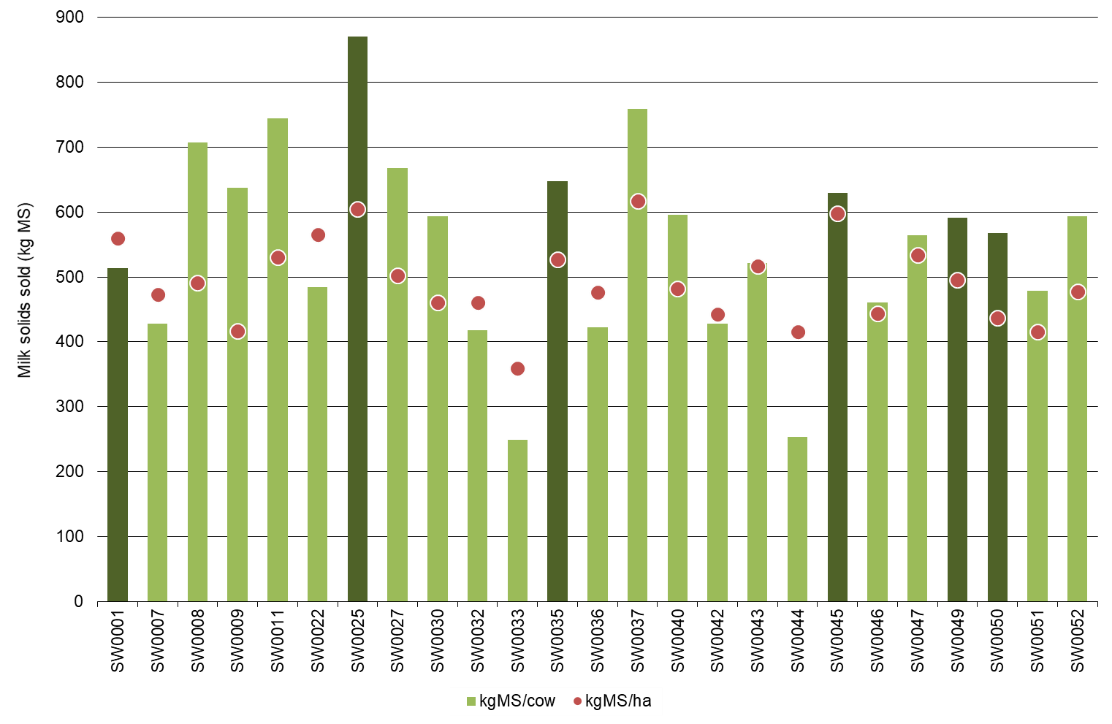 900
800
700
600
500
400
300
200
100
0
Milk solids sold (kg MS)
SW0001
SW0007
SW0008
SW0009
SW0011
SW0022
SW0025
SW0027
SW0030
SW0032
SW0033
SW0035
SW0036
SW0037
SW0040
SW0042
SW0043
SW0044
SW0045
SW0046
SW0047
SW0049
SW0050
SW0051
SW0052
kgMS/cow kgMS/ha